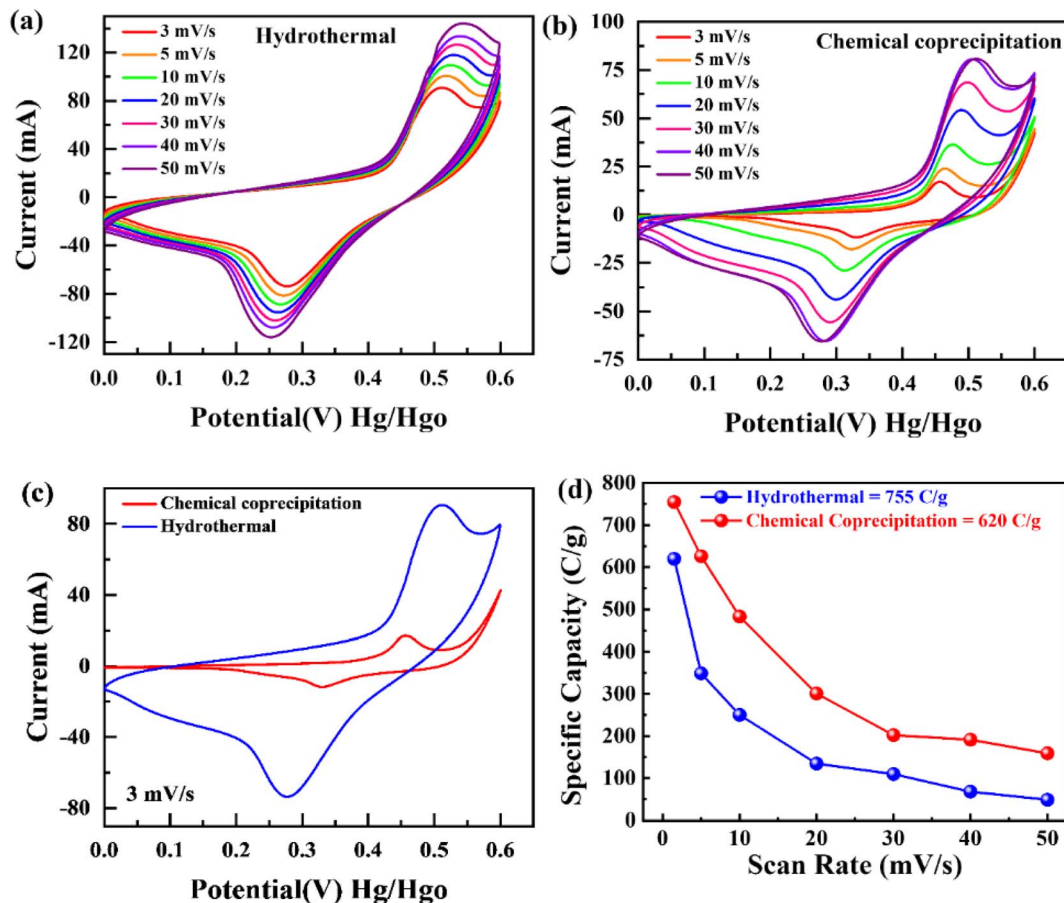 (a)
Hydrothermal
3 mV/s
5 mV/s
10 mV/s
20 mV/s
30 mV/s
40 mV/s
50 mV/s
120
80
40
0
-40
-80
-120
Current (mA)
0.0 0.1 0.2 0.3 0.4 0.5 0.6
Potential(V) Hg/Hgo
(b)
Chemical coprecipitation
3 mV/s
5 mV/s
10 mV/s
20 mV/s
30 mV/s
40 mV/s
50 mV/s
100
75
50
25
0
-25
-50
-75
Current (mA)
0.0 0.1 0.2 0.3 0.4 0.5 0.6
Potential(V) Hg/Hgo
(c)
Chemical coprecipitation
Hydrothermal
80
40
0
-40
-80
Current (mA)
3 mV/s
0.0 0.1 0.2 0.3 0.4 0.5 0.6
Potential(V) Hg/Hgo
(d)
Hydrothermal = 755 C/g
Chemical Coprecipitation = 620 C/g
800
700
600
500
400
300
200
100
0
Specific Capacity (C/g)
0 10 20 30 40 50
Scan Rate (mV/s)